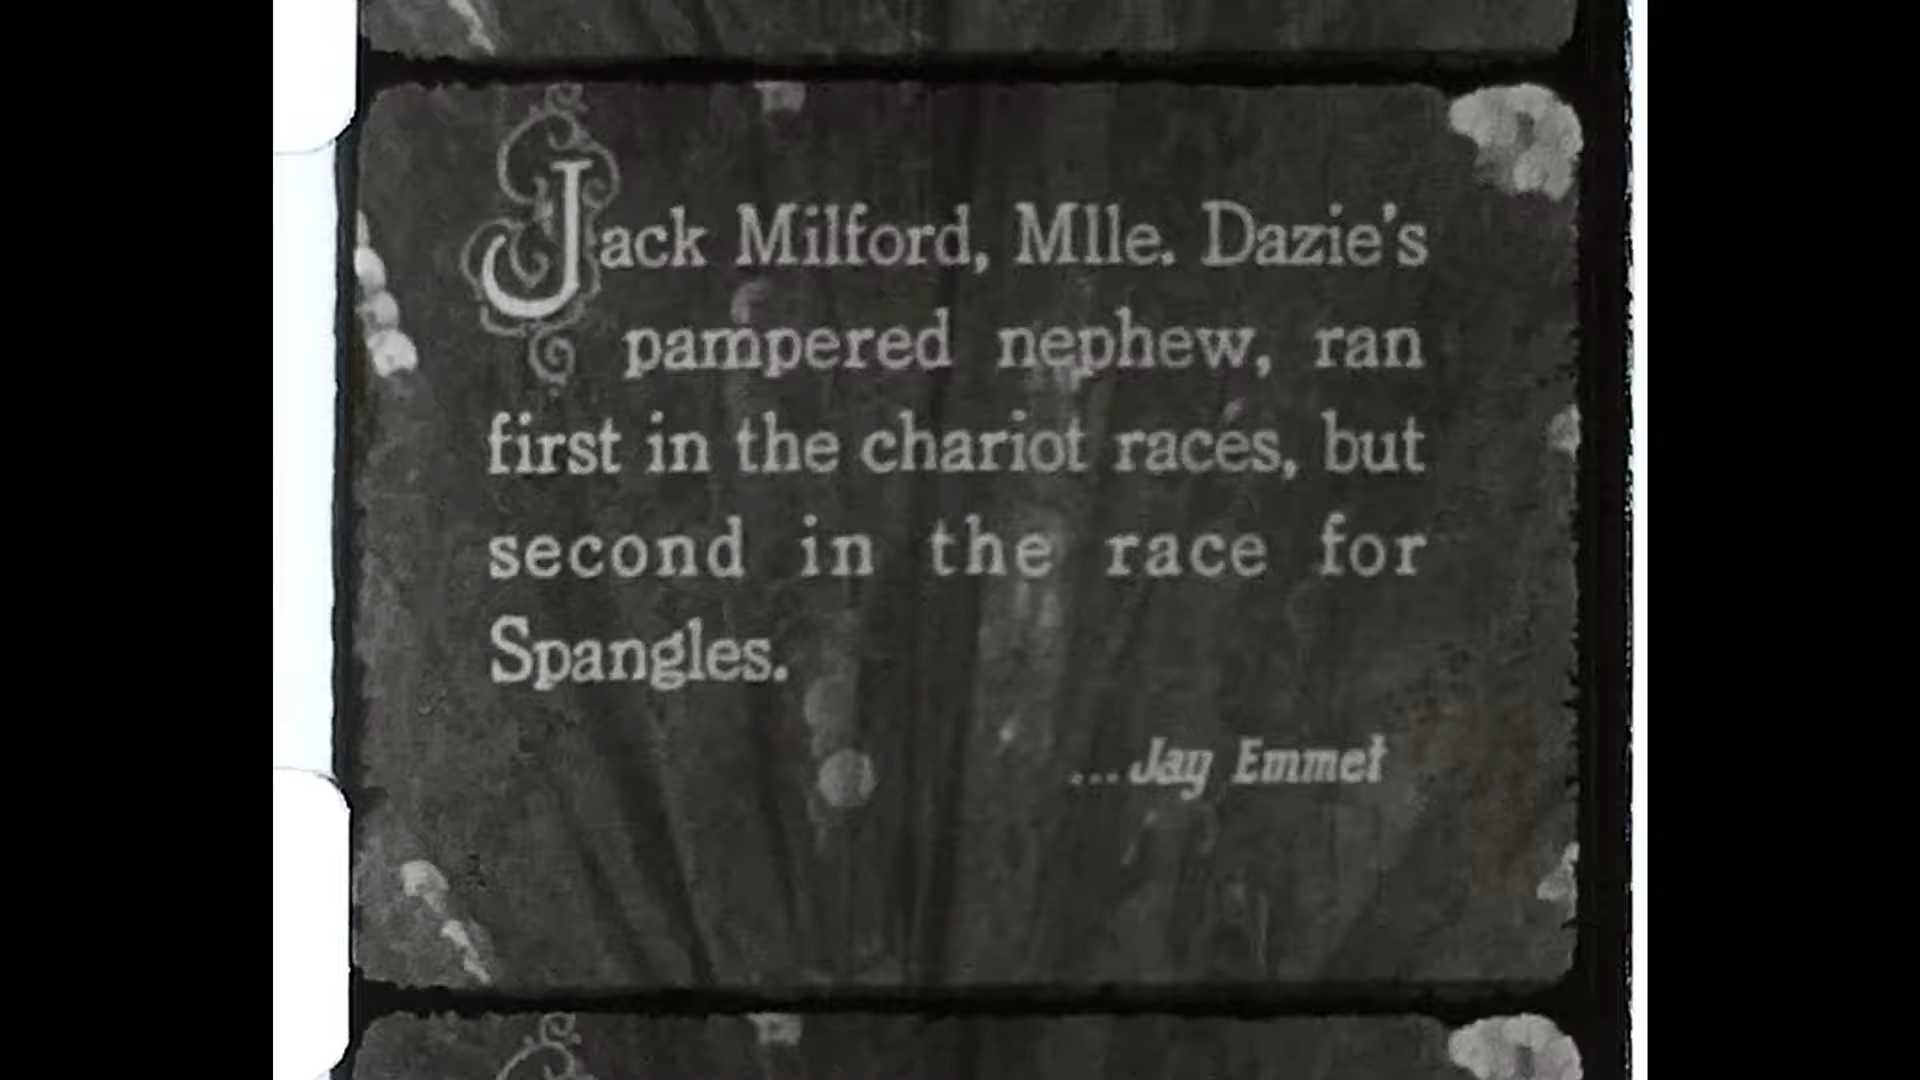 Jack Milford, Mlle. Dazie's
pampered nephew, ran
first in the chariot races, but
second in the race for
Spangles.
...Jay Emmet